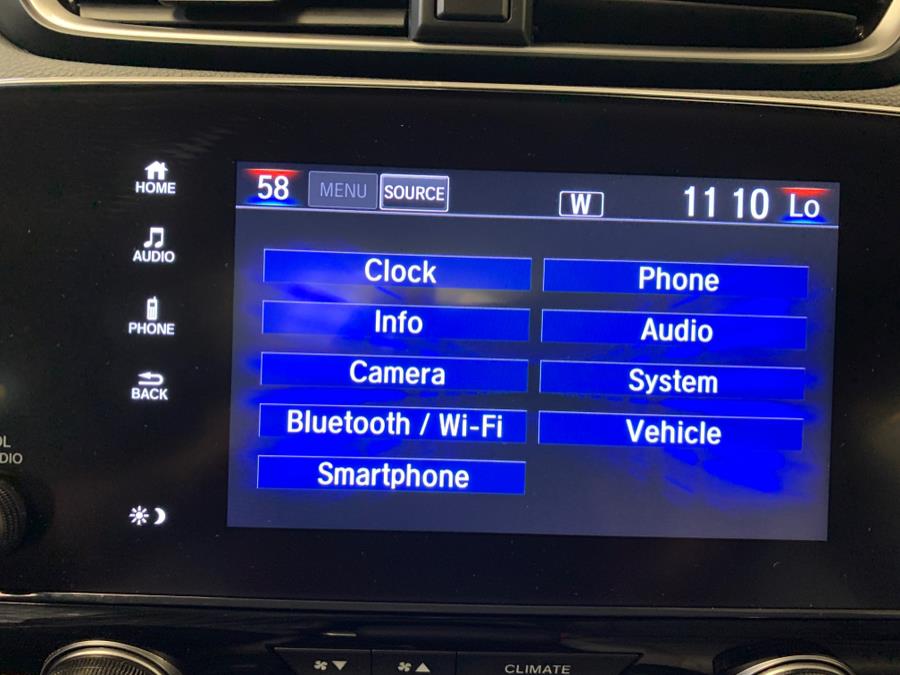 HOME
AUDIO
PHONE
BACK
58 MENU SOURCE W 11 10 Lo
Clock Phone
Info Audio
Camera System
Bluetooth / Wi-Fi Vehicle
Smartphone
CLIMATE